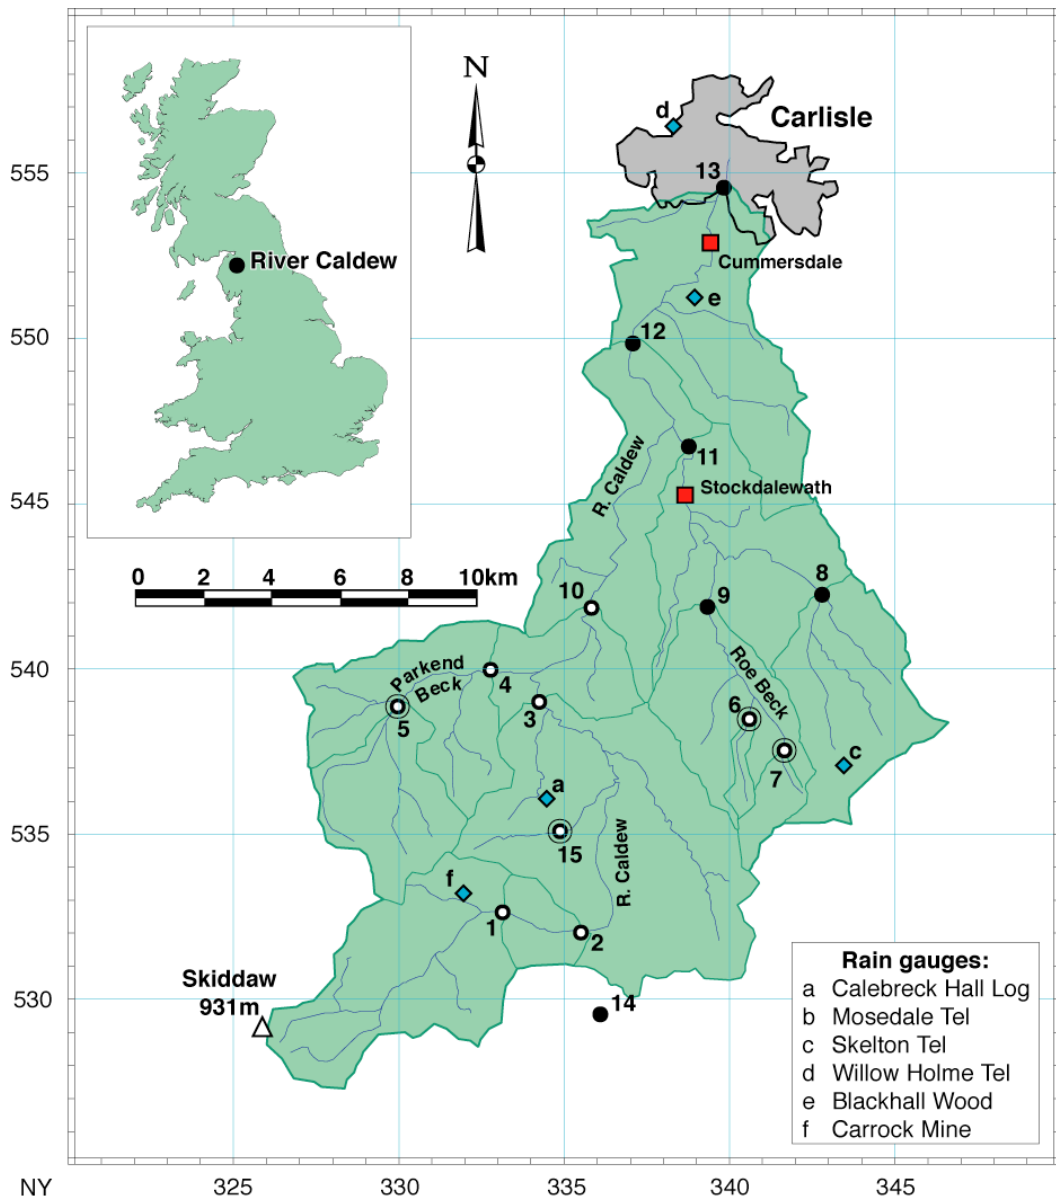 N
d
Carlisle
555
13
River Caldew
Cummersdale
e
550
12
11
R. Caldew
Stockdalewath
545
0 2 4 6 8 10km
10
9
8
540
Parkend
Beck
4
Roe Beck
5
3
6
7
c
a
535
15
R. Caldew
f
1
2
Skiddaw
931m
530
14
Rain gauges:
a Calebreck Hall Log
b Mosedale Tel
c Skelton Tel
d Willow Holme Tel
e Blackhall Wood
f Carrock Mine
NY 325 330 335 340 345